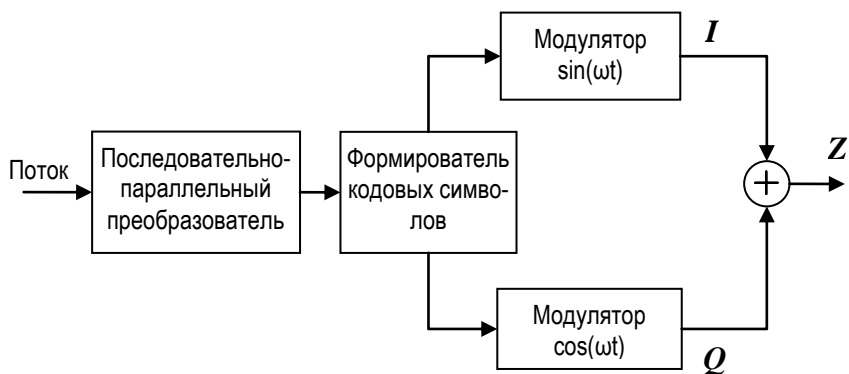 Модулятор
sin(ωt)
I
Поток
Последовательно-
параллельный
преобразователь
Формирователь
кодовых симво-
лов
Z
Модулятор
cos(ωt)
Q